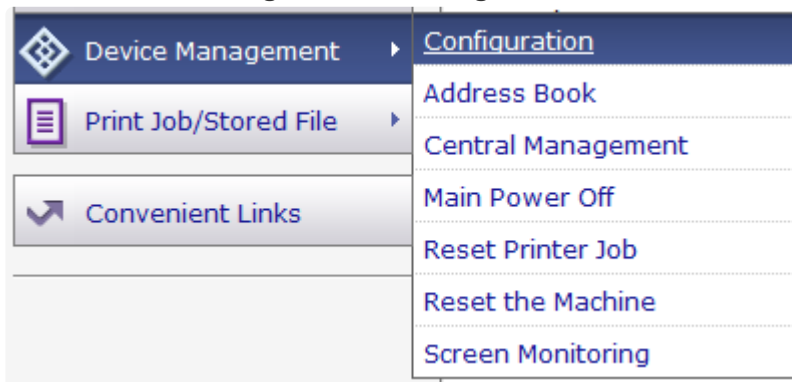 Device Management
Print Job/Stored File
Convenient Links
Configuration
Address Book
Central Management
Main Power Off
Reset Printer Job
Reset the Machine
Screen Monitoring